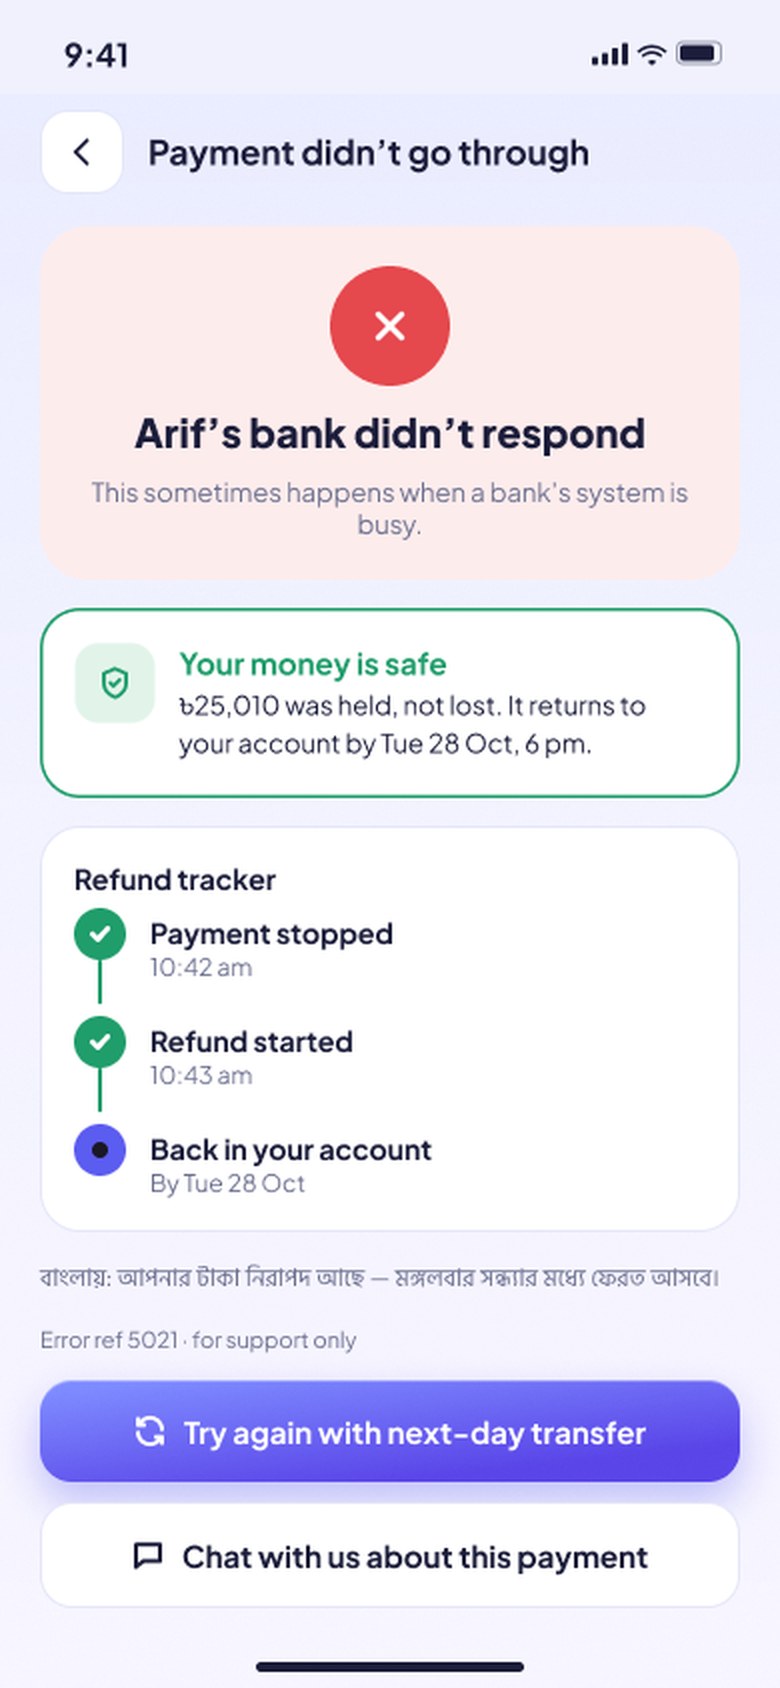 9:41
Payment didn’t go through
Arif’s bank didn’t respond
This sometimes happens when a bank's system is
busy.
Your money is safe
৳25,010 was held, not lost. It returns to
your account by Tue 28 Oct, 6 pm.
Refund tracker
Payment stopped
10:42 am
Refund started
10:43 am
Back in your account
By Tue 28 Oct
বাংলায়: আপনার টাকা নিরাপদ আছে — মঙ্গলবার সন্ধ্যার মধ্যে ফেরত আসবে।
Error ref 5021 · for support only
Try again with next-day transfer
Chat with us about this payment